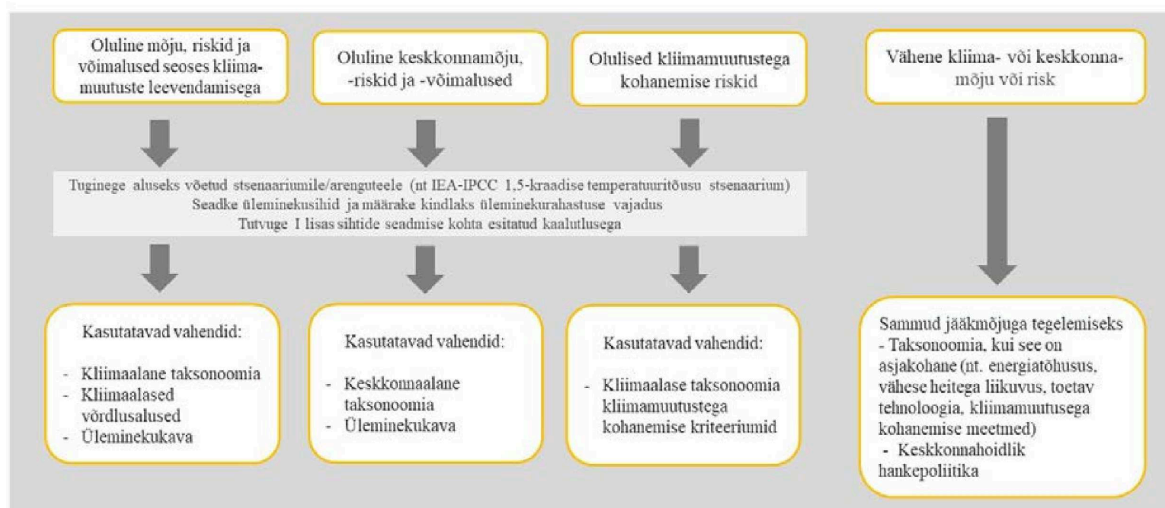 Oluline mõju, riskid ja
võimalused seoses kliima-
muutuste leevendamisega
Oluline keskkonnamõju,
-riskid ja -võimalused
Olulised kliimamuutustega
kohanemise riskid
Vähene kliima- või keskkonna-
mõju või risk
Tuginege aluseks võetud stsenaariumile/arenguteele (nt IEA-IPCC 1,5-kraadise temperatuuritõusu stsenaarium)
Seadke üleminekusihid ja määrake kindlaks üleminekurahastuse vajadus
Tutvuge I lisas sihtide seadmise kohta esitatud kaalutlusega
Kasutatavad vahendid:
- Kliimaalane taksonoomia
- Kliimaalased
võrdlusalused
- Üleminekukava
Kasutatavad vahendid:
- Keskkonnaalane
taksonoomia
- Üleminekukava
Kasutatavad vahendid:
- Kliimaalase taksonoomia
kliimamuutustega
kohanemise kriteeriumid
Sammud jääkmõjuga tegelemiseks
- Taksonoomia, kui see on
asjakohane (nt. energiatõhusus,
vähese heitega liikuvus, toetav
tehnoloogia, kliimamuutusega
kohanemise meetmed)
- Keskkonnahoidlik
hankepoliitika